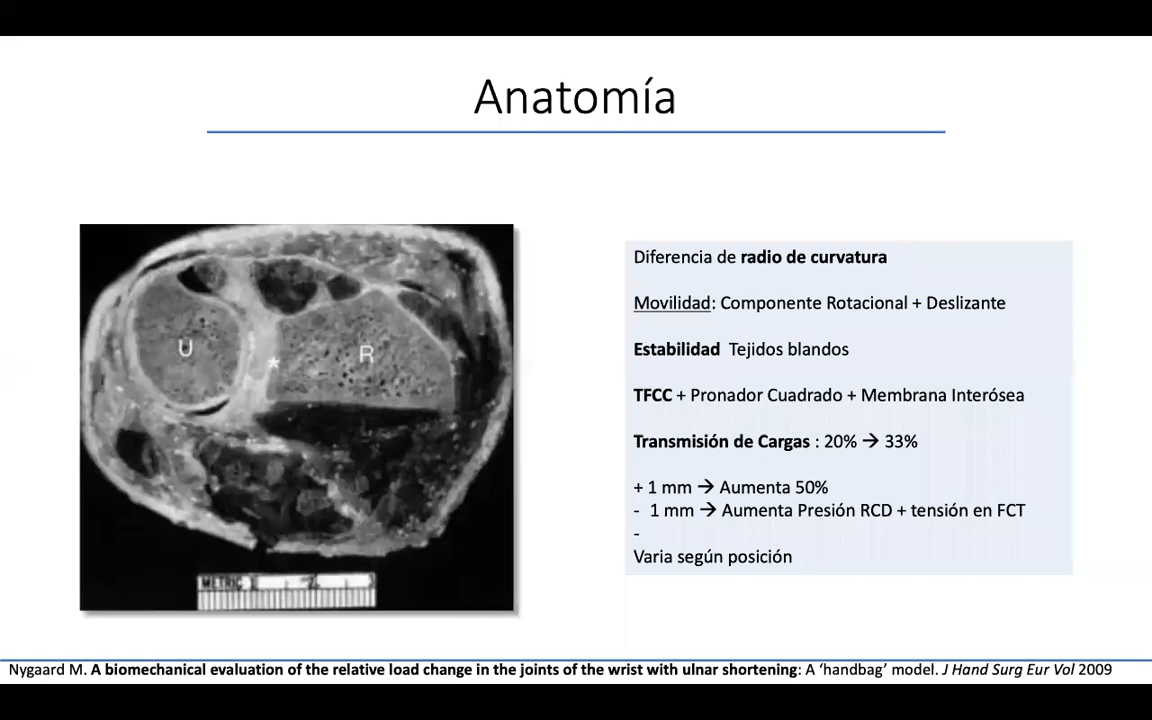 Anatomía
U
R
*
METRIC 1 2
Diferencia de radio de curvatura
Movilidad: Componente Rotacional + Deslizante
Estabilidad Tejidos blandos
TFCC + Pronador Cuadrado + Membrana Interósea
Transmisión de Cargas : 20% → 33%
+ 1 mm → Aumenta 50%
- 1 mm → Aumenta Presión RCD + tensión en FCT
-
Varia según posición
Nygaard M. A biomechanical evaluation of the relative load change in the joints of the wrist with ulnar shortening: A ‘handbag’ model. J Hand Surg Eur Vol 2009